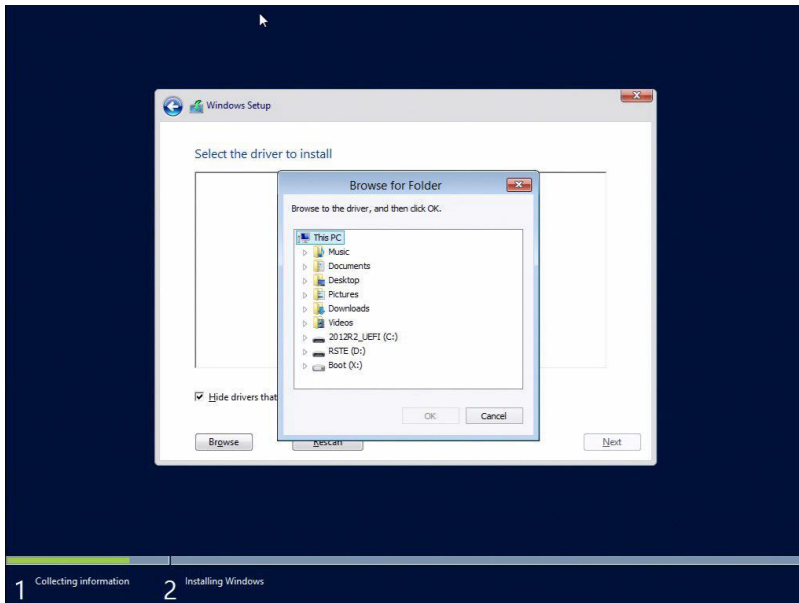 Windows Setup
Select the driver to install
Browse for Folder
Browse to the driver, and then click OK.
This PC
Music
Documents
Desktop
Pictures
Downloads
Videos
2012R2_UEFI (C:)
RSTE (D:)
Boot (X:)
Hide drivers that
OK
Cancel
Browse
Rescan
Next
1 Collecting information
2 Installing Windows